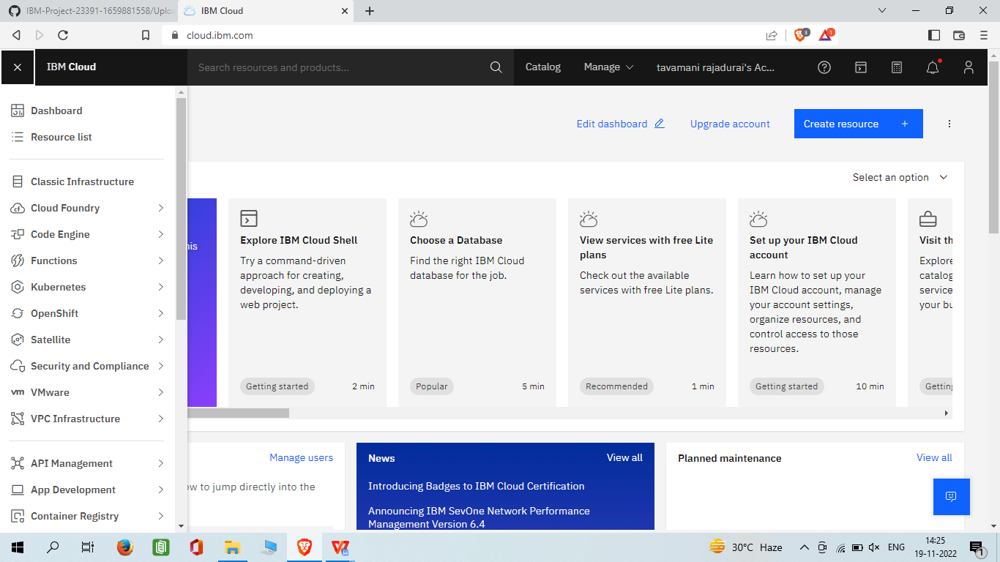 IBM-Project-23391-1659881558/Uploa
IBM Cloud
cloud.ibm.com
3
1
IBM Cloud
Search resources and products...
Catalog
Manage
tavamani rajadurai's Ac...
Dashboard
Resource list
Classic Infrastructure
Cloud Foundry
Code Engine
Functions
Kubernetes
OpenShift
Satellite
Security and Compliance
vm VMware
VPC Infrastructure
API Management
App Development
Container Registry
Edit dashboard
Upgrade account
Create resource +
Select an option
his
Explore IBM Cloud Shell
Try a command-driven
approach for creating,
developing, and deploying a
web project.
Getting started
2 min
Choose a Database
Find the right IBM Cloud
database for the job.
Popular
5 min
View services with free Lite
plans
Check out the available
services with free Lite plans.
Recommended
1 min
Set up your IBM Cloud
account
Learn how to set up your
IBM Cloud account, manage
your account settings,
organize resources, and
control access to those
resources.
Getting started
10 min
Visit th
Explore
catalog
service
your bu
Getting
Manage users
ow to jump directly into the
News
View all
Introducing Badges to IBM Cloud Certification
Announcing IBM SevOne Network Performance
Management Version 6.4
Planned maintenance
View all
30°C Haze
ENG
14:25
19-11-2022
1